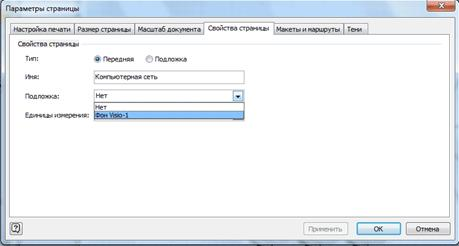 Параметры страницы
Настройка печати Размер страницы Масштаб документа Свойства страницы Макеты и маршруты Тени
Свойства страницы
Тип: Передняя Подложка
Имя: Компьютерная сеть
Подложка: Нет
Нет
Единицы измерения: Фон Visio-1
Применить ОК Отмена